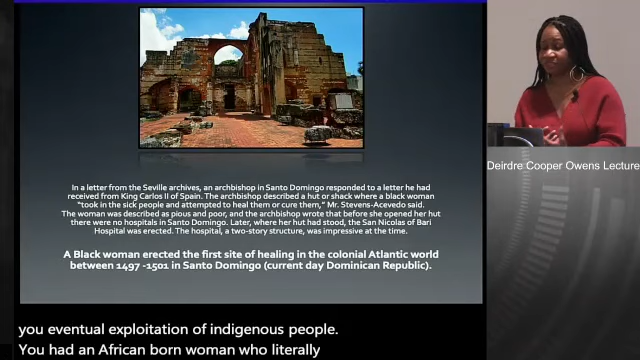 In a letter from the Seville archives, an archbishop in Santo Domingo responded to a letter he had
received from King Carlos II of Spain. The archbishop described a hut or shack where a black woman
"took in the sick people and attempted to heal them or cure them," Mr. Stevens-Acevedo said.
The woman was described as pious and poor, and the archbishop wrote that before she opened her hut
there were no hospitals in Santo Domingo. Later, where her hut had stood, the San Nicolas of Bari
Hospital was erected. The hospital, a two-story structure, was impressive at the time.
A Black woman erected the first site of healing in the colonial Atlantic world
between 1497 -1501 in Santo Domingo (current day Dominican Republic).
Deirdre Cooper Owens Lecture
you eventual exploitation of indigenous people.
You had an African born woman who literally